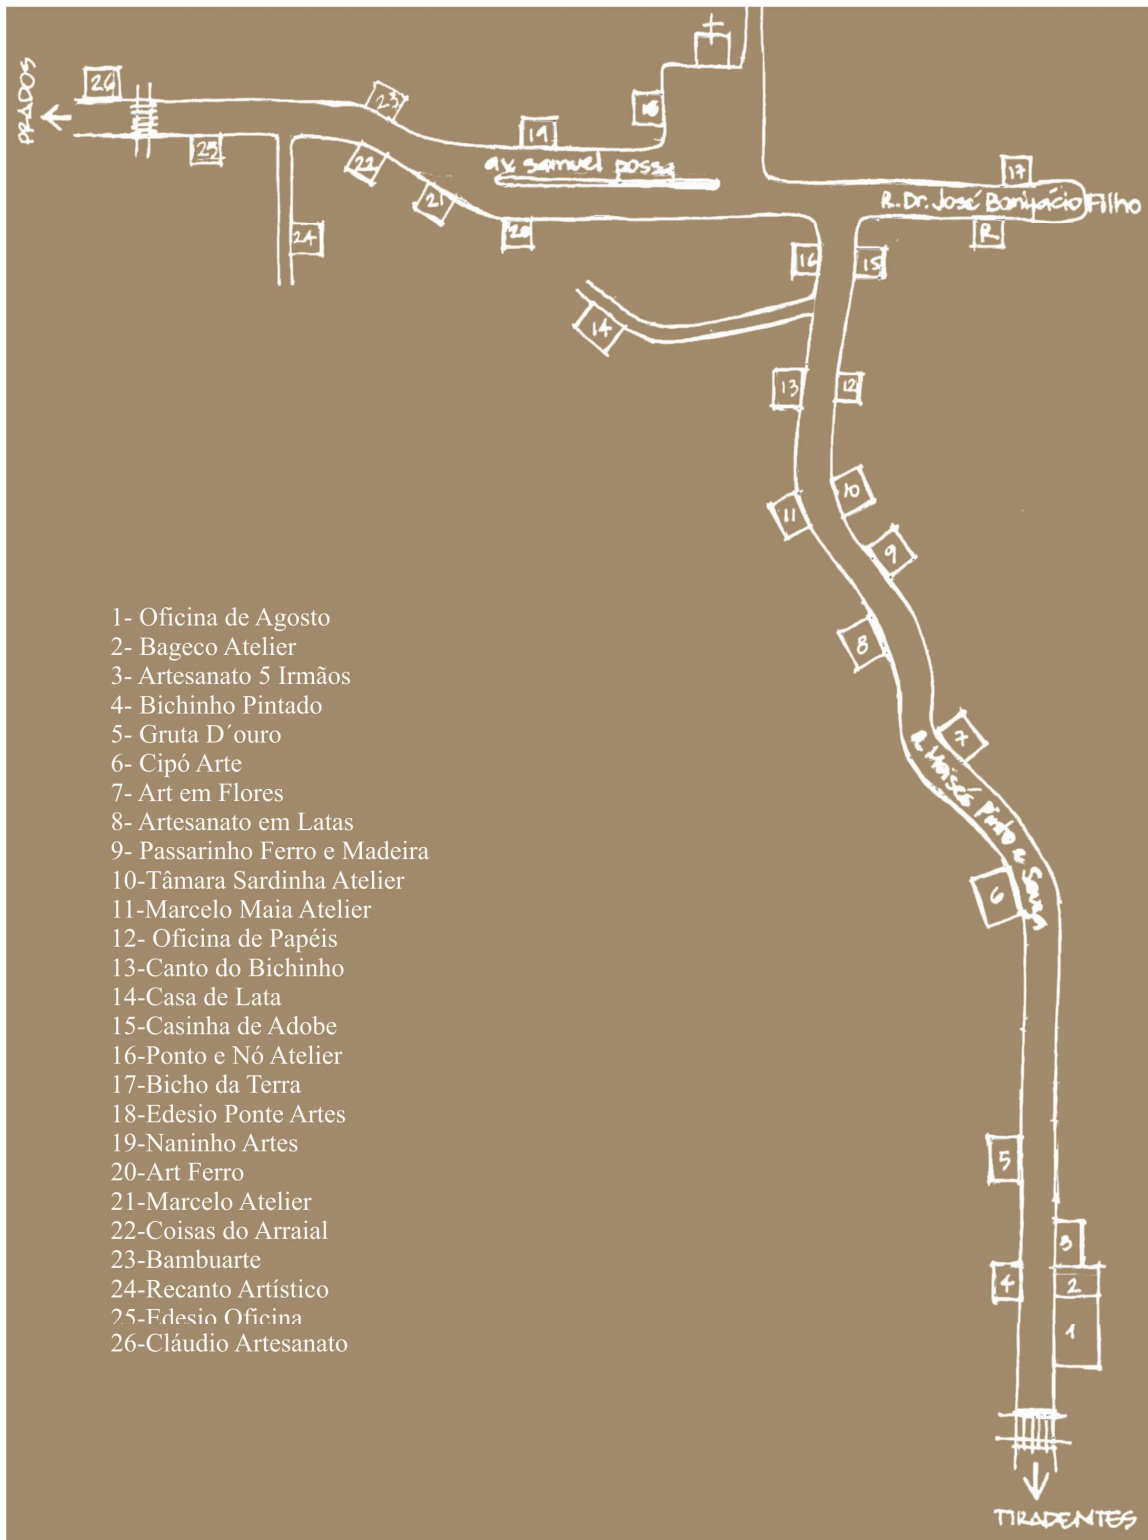 PRADOS
26
23
19
18
av. samuel possa
17
R. Dr. José Bonifácio Filho
R
25
22
21
20
24
16
15
14
13
12
11
10
9
8
7
R. Moisés Pinto e Souza
6
5
3
4
2
1
TIRADENTES
1- Oficina de Agosto
2- Bageco Atelier
3- Artesanato 5 Irmãos
4- Bichinho Pintado
5- Gruta D´ouro
6- Cipó Arte
7- Art em Flores
8- Artesanato em Latas
9- Passarinho Ferro e Madeira
10-Tâmara Sardinha Atelier
11-Marcelo Maia Atelier
12- Oficina de Papéis
13-Canto do Bichinho
14-Casa de Lata
15-Casinha de Adobe
16-Ponto e Nó Atelier
17-Bicho da Terra
18-Edesio Ponte Artes
19-Naninho Artes
20-Art Ferro
21-Marcelo Atelier
22-Coisas do Arraial
23-Bambuarte
24-Recanto Artístico
25-Edesio Oficina
26-Cláudio Artesanato